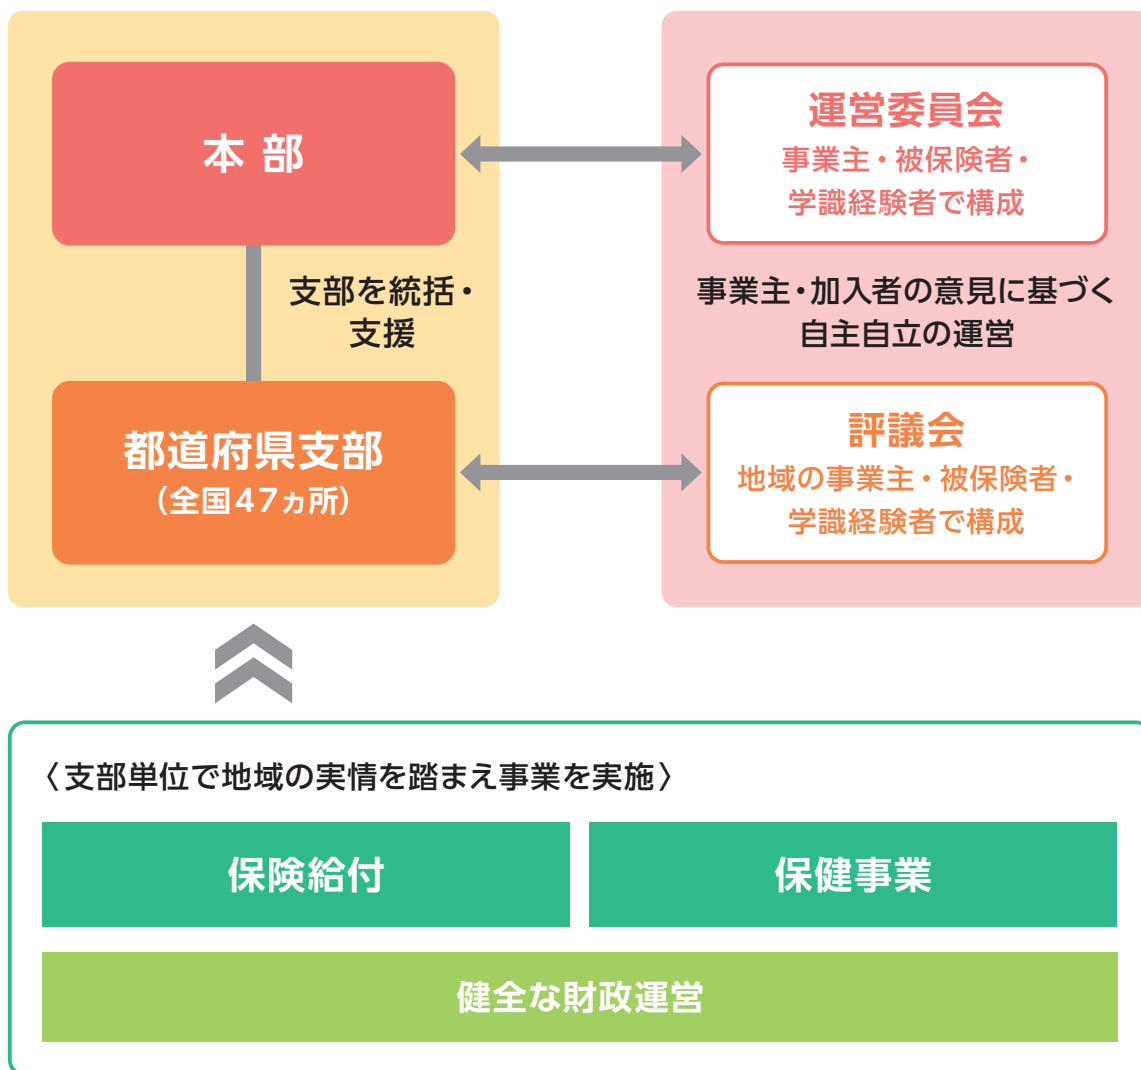 本部
運営委員会
事業主・被保険者・
学識経験者で構成
支部を統括・
支援
事業主・加入者の意見に基づく
自主自立の運営
都道府県支部
（全国47ヵ所）
評議会
地域の事業主・被保険者・
学識経験者で構成
〈支部単位で地域の実情を踏まえ事業を実施〉
保険給付
保健事業
健全な財政運営